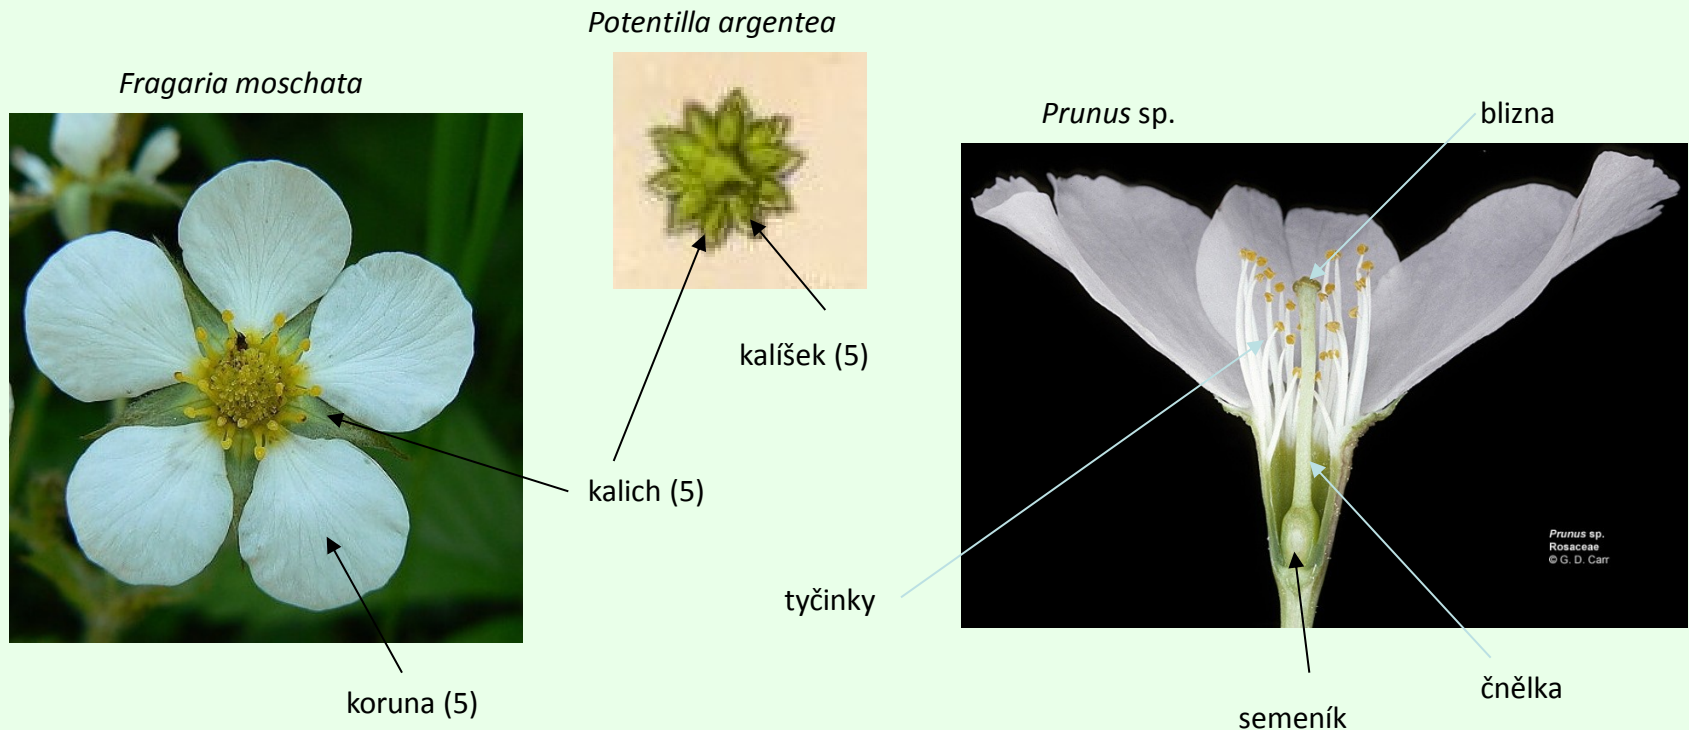 Potentilla argentea
Fragaria moschata
Prunus sp.
blizna
kalíšek (5)
kalich (5)
Prunus sp.
Rosaceae
© G. D. Carr
tyčinky
koruna (5)
čnělka
semeník